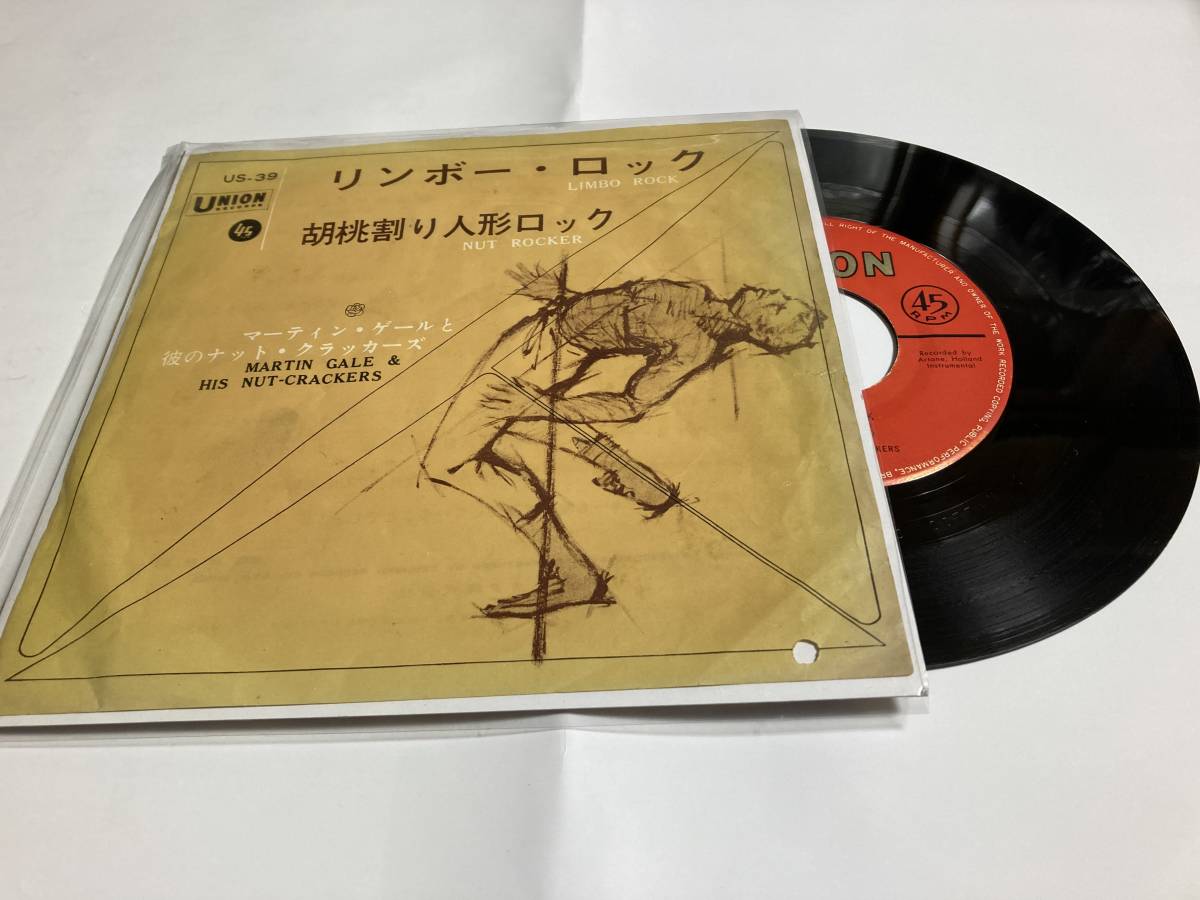 US-39
UNION
RECORDS
45
リンボー・ロック
LIMBO ROCK
胡桃割り人形ロック
NUT ROCKER
マーティン・ゲールと
彼のナット・クラッカーズ
MARTIN GALE &
HIS NUT-CRACKERS
ALL RIGHT OF THE MANUFACTURER AND OWNER OF THE WORK RECORDED COPYING, PUBLIC PERFORMANCE,
ION
45
RPM
Recorded by
Artone, Holland
Instrumental
KERS